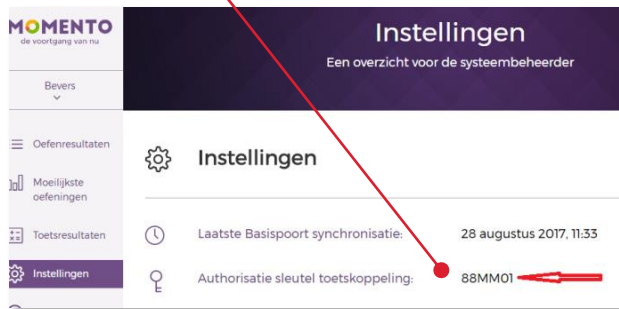 MOMENTO
de voortgang van nu
Bevers
Oefenresultaten
Moeilijkste
oefeningen
Toetsresultaten
Instellingen
Instellingen
Een overzicht voor de systeembeheerder
Instellingen
Laatste Basispoort synchronisatie: 28 augustus 2017, 11:33
Authorisatie sleutel toetskoppeling: 88MM01